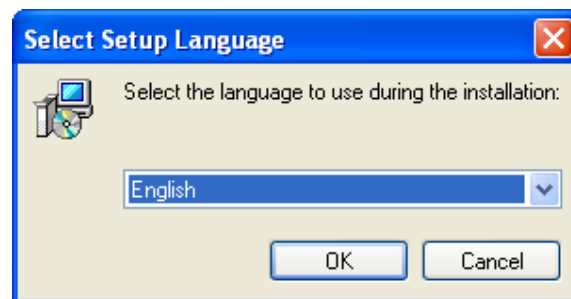 Select Setup Language
Select the language to use during the installation:
English
OK
Cancel